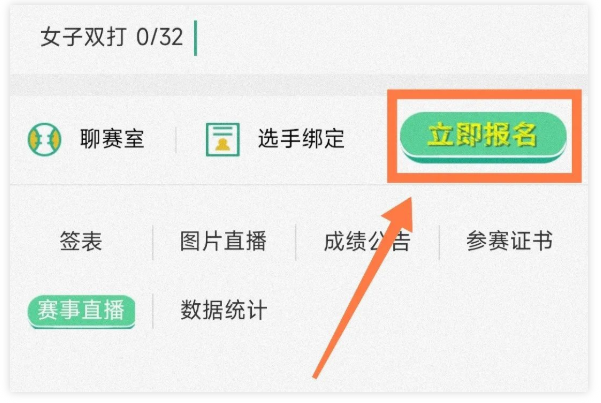 女子双打 0/32
聊赛室 选手绑定 立即报名
签表 图片直播 成绩公告 参赛证书
赛事直播 数据统计